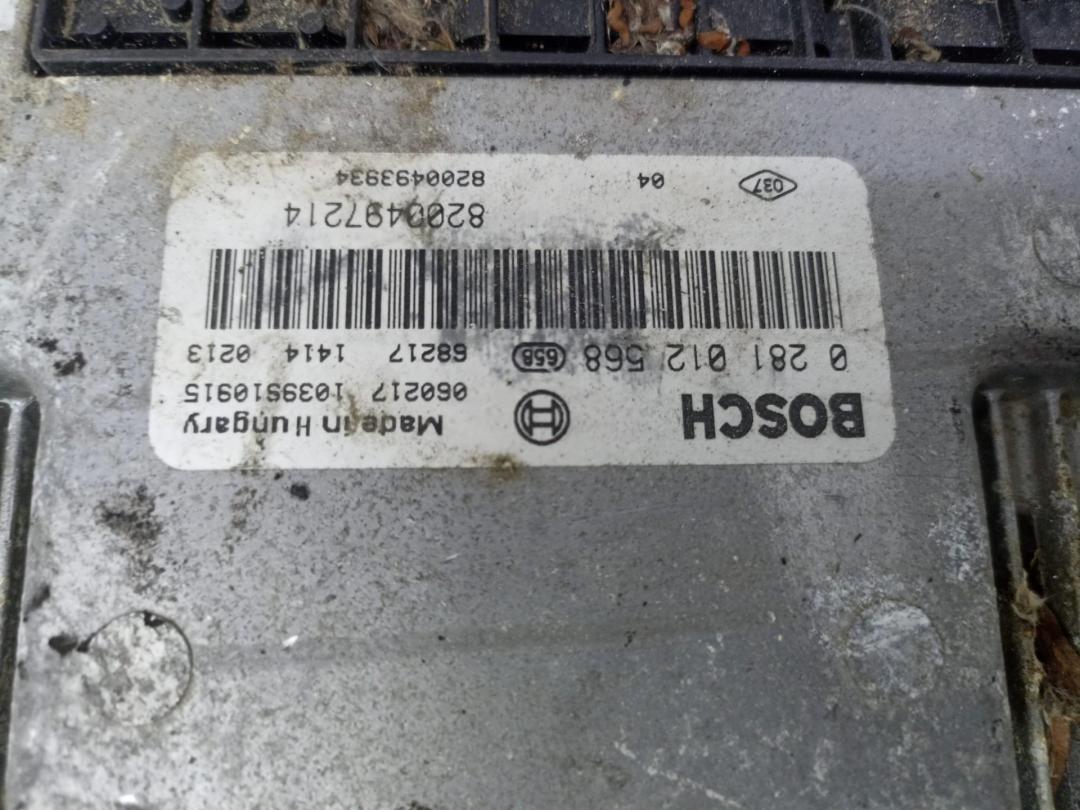 BOSCH Made in Hungary
060217 1039S10915
0 281 012 568 65B 68217 1414 0213
8200497214
037 04 8200493934